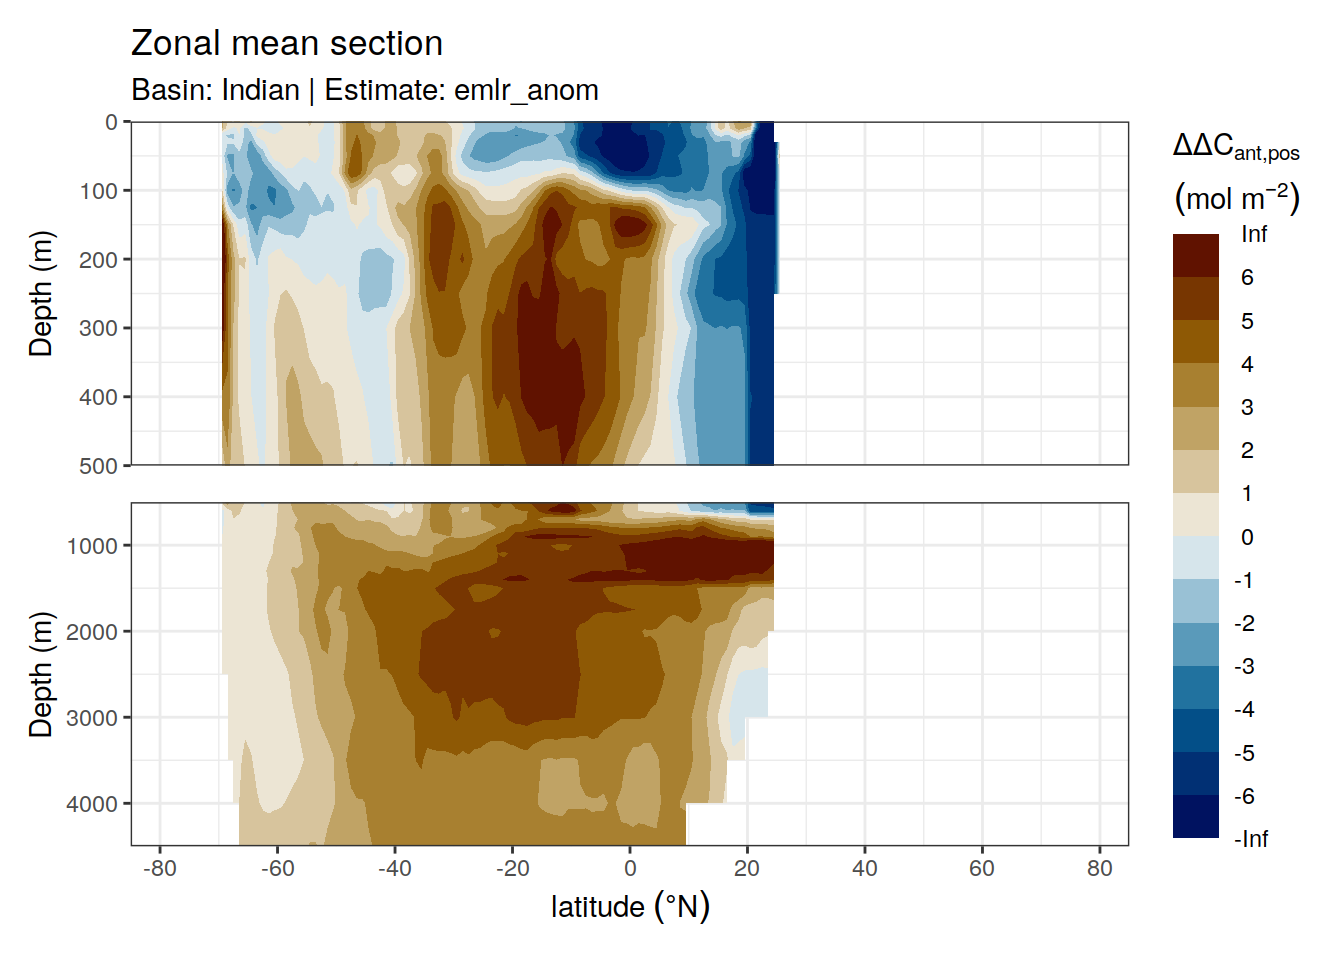 Zonal mean section
Basin: Indian | Estimate: emlr_anom
0
100
200
300
400
500
Depth (m)
1000
2000
3000
4000
Depth (m)
-80 -60 -40 -20 0 20 40 60 80
latitude (°N)
ΔΔC_ant,pos
(mol m⁻²)
Inf
6
5
4
3
2
1
0
-1
-2
-3
-4
-5
-6
-Inf